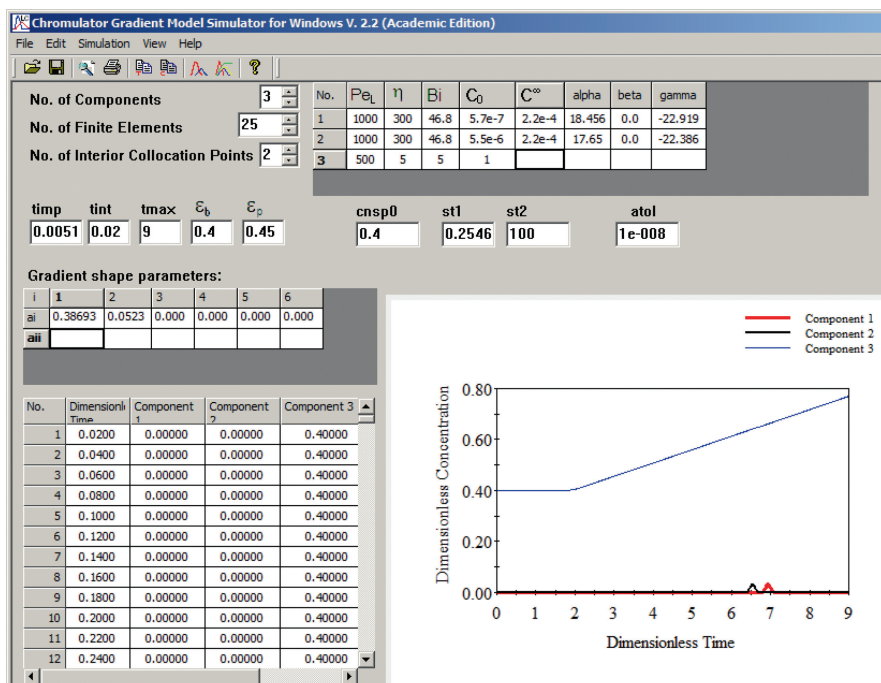 Chromulator Gradient Model Simulator for Windows V. 2.2 (Academic Edition)
File Edit Simulation View Help
No. of Components 3
No. of Finite Elements 25
No. of Interior Collocation Points 2
No. PeL η Bi C0 C∞ alpha beta gamma
1 1000 300 46.8 5.7e-7 2.2e-4 18.456 0.0 -22.919
2 1000 300 46.8 5.5e-6 2.2e-4 17.65 0.0 -22.386
3 500 5 5 1
timp tint tmax εb εp
0.0051 0.02 9 0.4 0.45
cnsp0 st1 st2 atol
0.4 0.2546 100 1e-008
Gradient shape parameters:
i 1 2 3 4 5 6
ai 0.38693 0.0523 0.000 0.000 0.000 0.000
aii
No. Dimensionl Time Component 1 Component 2 Component 3
1 0.0200 0.00000 0.00000 0.40000
2 0.0400 0.00000 0.00000 0.40000
3 0.0600 0.00000 0.00000 0.40000
4 0.0800 0.00000 0.00000 0.40000
5 0.1000 0.00000 0.00000 0.40000
6 0.1200 0.00000 0.00000 0.40000
7 0.1400 0.00000 0.00000 0.40000
8 0.1600 0.00000 0.00000 0.40000
9 0.1800 0.00000 0.00000 0.40000
10 0.2000 0.00000 0.00000 0.40000
11 0.2200 0.00000 0.00000 0.40000
12 0.2400 0.00000 0.00000 0.40000
Component 1
Component 2
Component 3
Dimensionless Concentration
0.80
0.60
0.40
0.20
0.00
0 1 2 3 4 5 6 7 8 9
Dimensionless Time